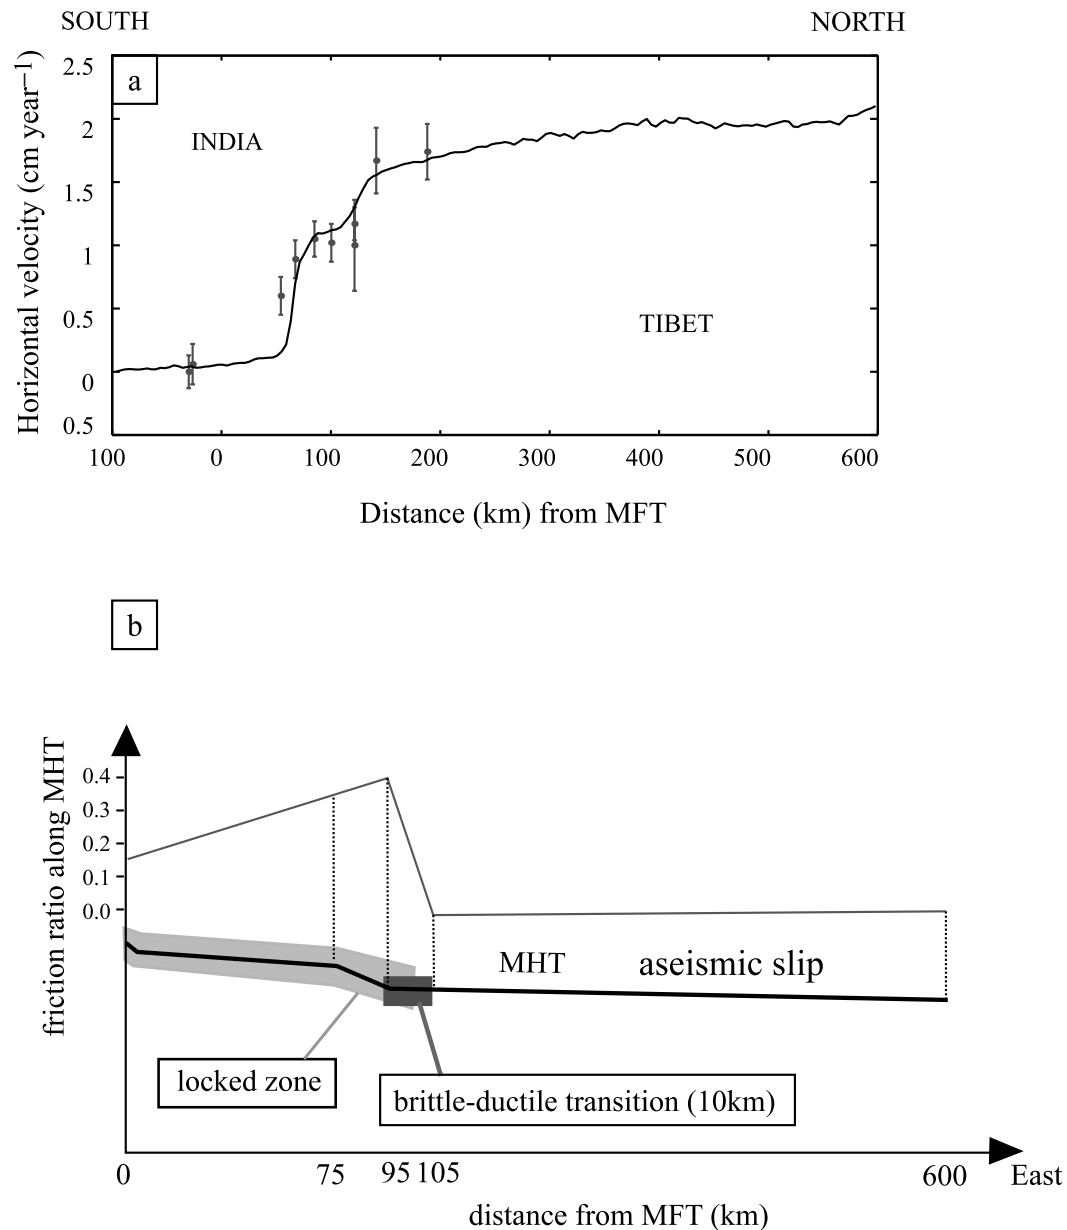 SOUTH
NORTH
a
Horizontal velocity (cm year⁻¹)
2.5
2
1.5
1
0.5
0
0.5
INDIA
TIBET
100 0 100 200 300 400 500 600
Distance (km) from MFT
b
friction ratio along MHT
0.4
0.3
0.2
0.1
0.0
MHT aseismic slip
locked zone
brittle-ductile transition (10km)
0 75 95 105 600 East
distance from MFT (km)